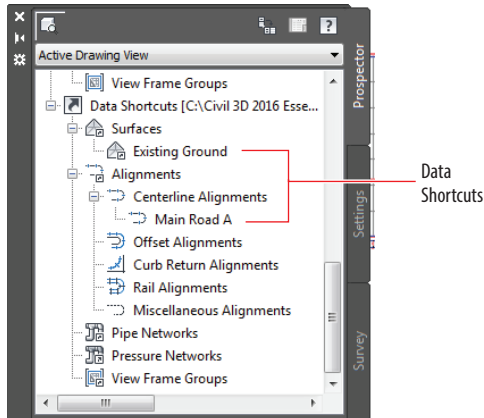 ?
Active Drawing View
View Frame Groups
Data Shortcuts [C:\Civil 3D 2016 Esse...
Surfaces
Existing Ground
Alignments
Centerline Alignments
Main Road A
Offset Alignments
Curb Return Alignments
Rail Alignments
Miscellaneous Alignments
Pipe Networks
Pressure Networks
View Frame Groups
Prospector
Settings
Survey
Data
Shortcuts